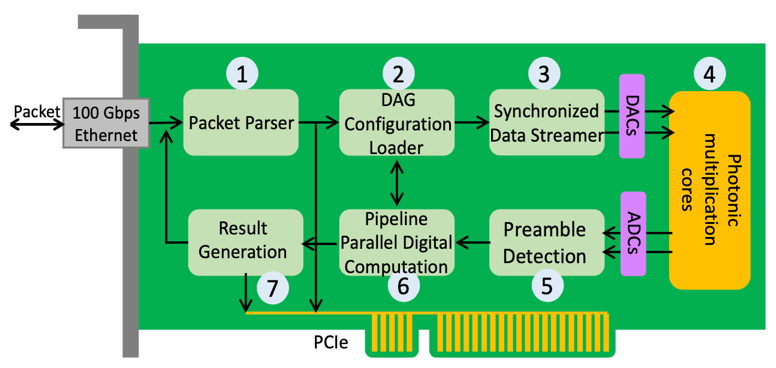 1
2
3
4
Packet
100 Gbps
Ethernet
Packet Parser
DAG
Configuration
Loader
Synchronized
Data Streamer
DACs
Photonic
multiplication
cores
Result
Generation
Pipeline
Parallel Digital
Computation
Preamble
Detection
ADCs
7
6
5
PCIe